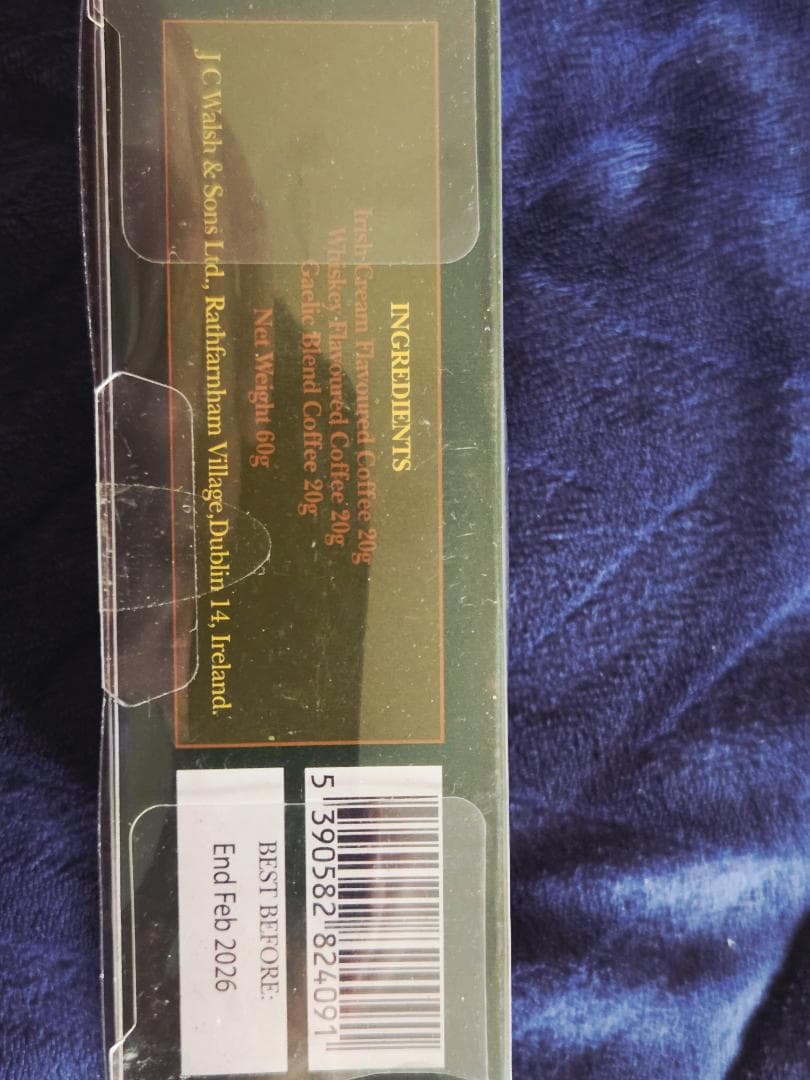 INGREDIENTS
Irish Cream Flavoured Coffee 20g
Whiskey Flavoured Coffee 20g
Gaelic Blend Coffee 20g
Net Weight 60g
J C Walsh & Sons Ltd., Rathfarnham Village,Dublin 14, Ireland.
5 390582 824091
BEST BEFORE:
End Feb 2026